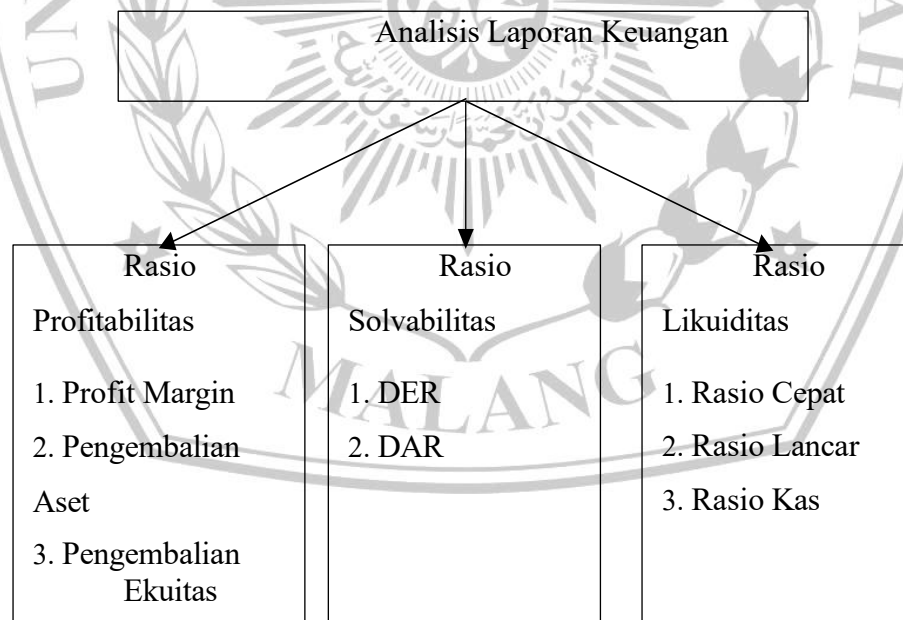 Analisis Laporan Keuangan
Rasio
Profitabilitas
1. Profit Margin
2. Pengembalian
Aset
3. Pengembalian
Ekuitas
Rasio
Solvabilitas
1. DER
2. DAR
Rasio
Likuiditas
1. Rasio Cepat
2. Rasio Lancar
3. Rasio Kas
MALANG